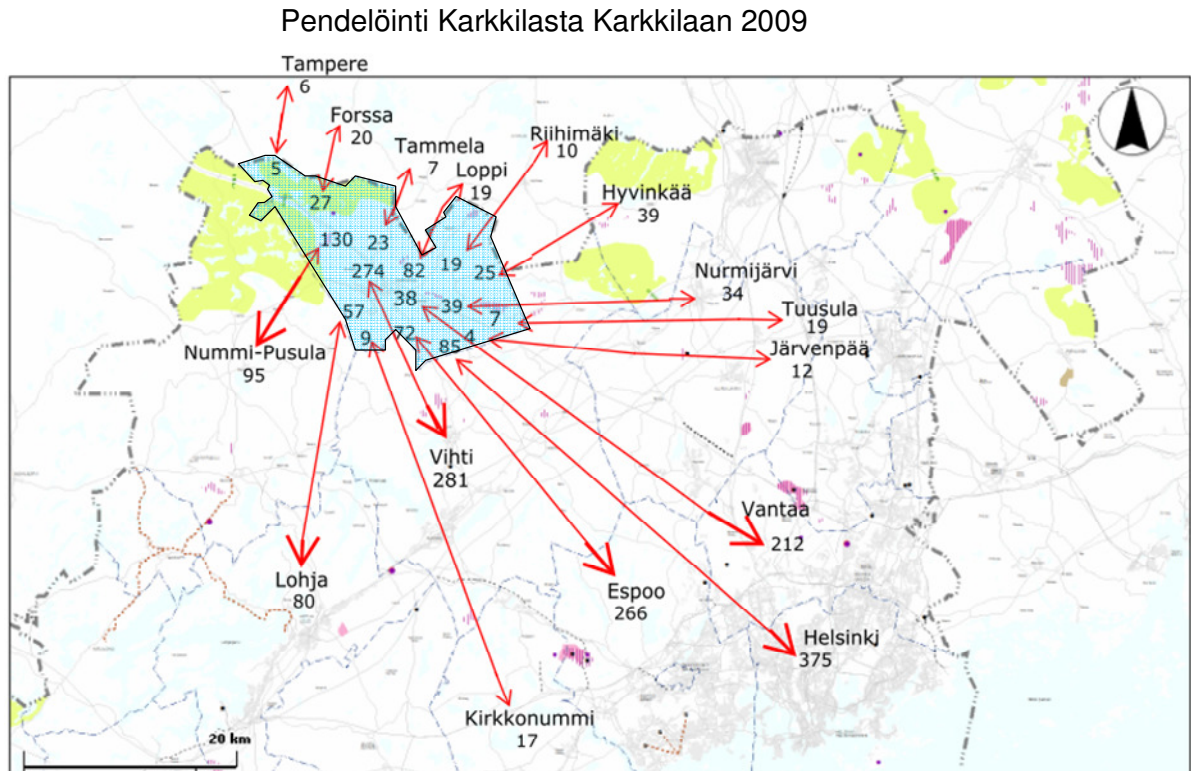 Pendelöinti Karkkilasta Karkkilaan 2009
Tampere
6
Forssa
20
Tammela
7
Loppi
19
Riihimäki
10
Hyvinkää
39
5
27
130
23
274
82
19
25
38
39
7
57
9
72
85
4
Nurmijärvi
34
Tuusula
19
Järvenpää
12
Nummi-Pusula
95
Vihti
281
Vantaa
212
Lohja
80
Espoo
266
Helsinki
375
Kirkkonummi
17
20 km